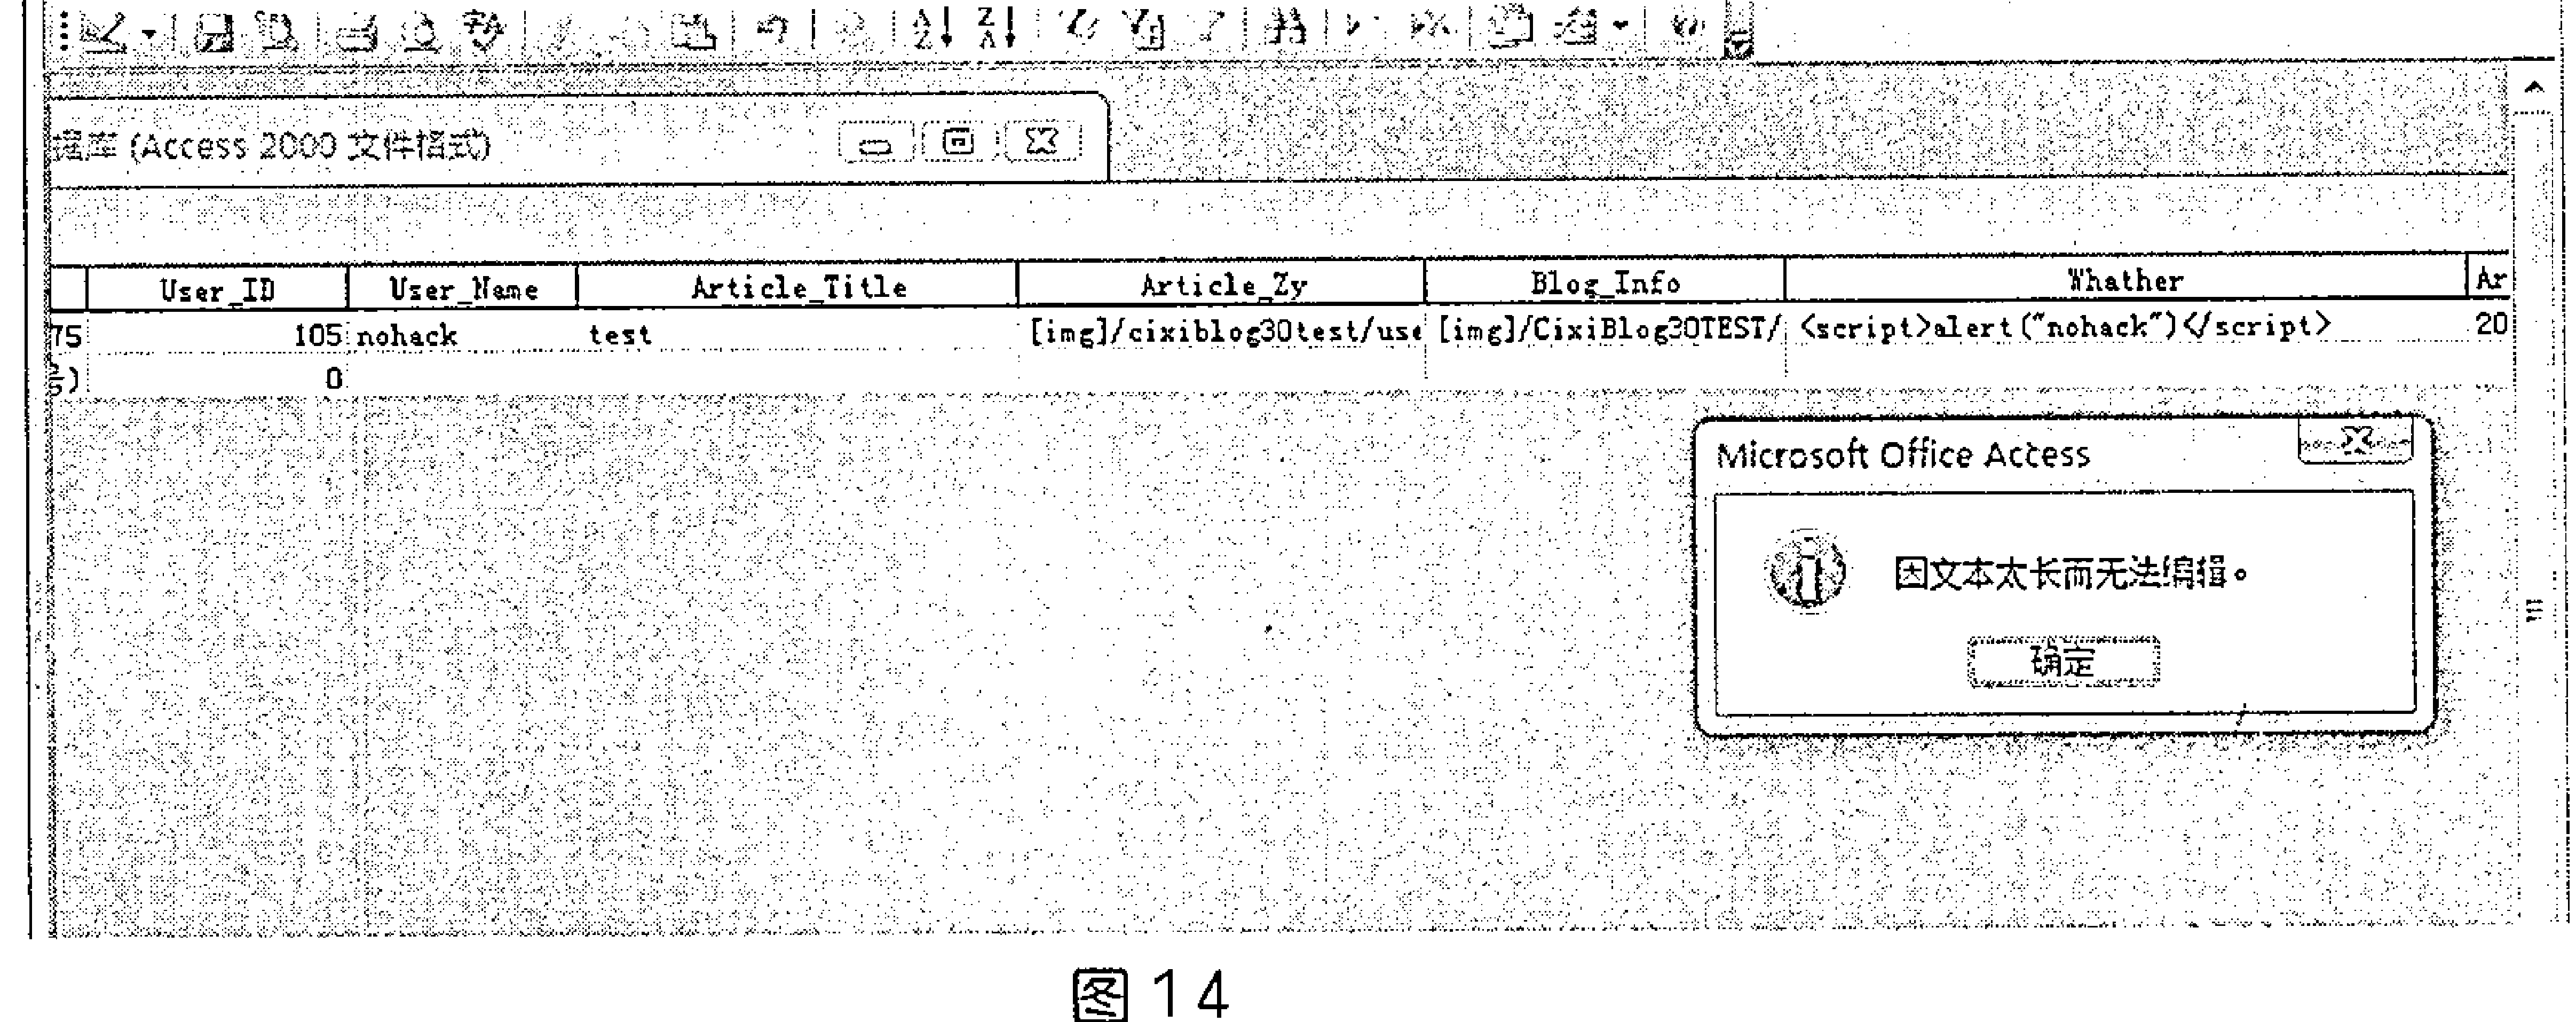 据库 (Access 2000 文件格式)
User_ID User_Name Article_Title Article_Zy Blog_Info Whather Ar
75 105 nohack test [img]/cixiblog30test/use [img]/CixiBlog30TEST/ <script>alert("nohack")</script> 20
号) 0
Microsoft Office Access
因文本太长而无法编辑。
确定
图 14